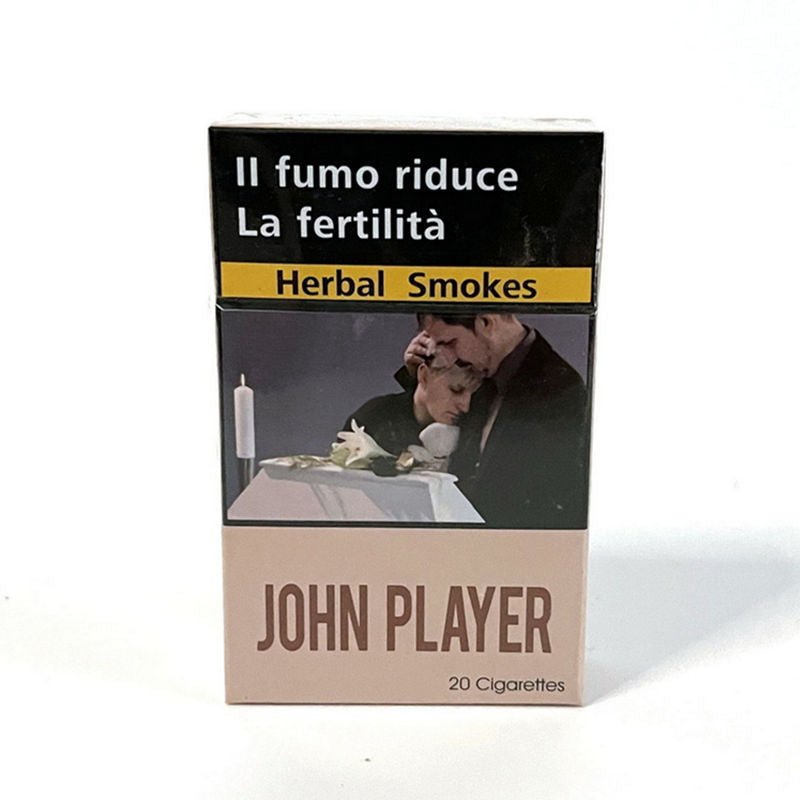 Il fumo riduce
La fertilità
Herbal Smokes
JOHN PLAYER
20 Cigarettes